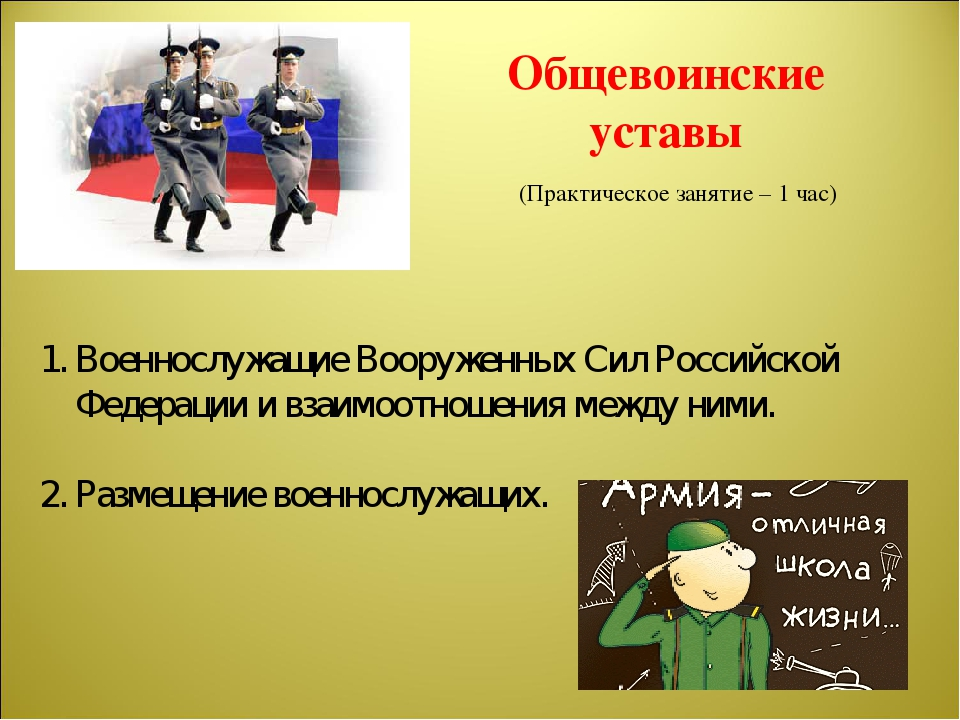 Общевоинские
уставы
(Практическое занятие – 1 час)
1. Военнослужащие Вооруженных Сил Российской
Федерации и взаимоотношения между ними.
2. Размещение военнослужащих.
АРМИЯ–
отличная
школа
жизни...